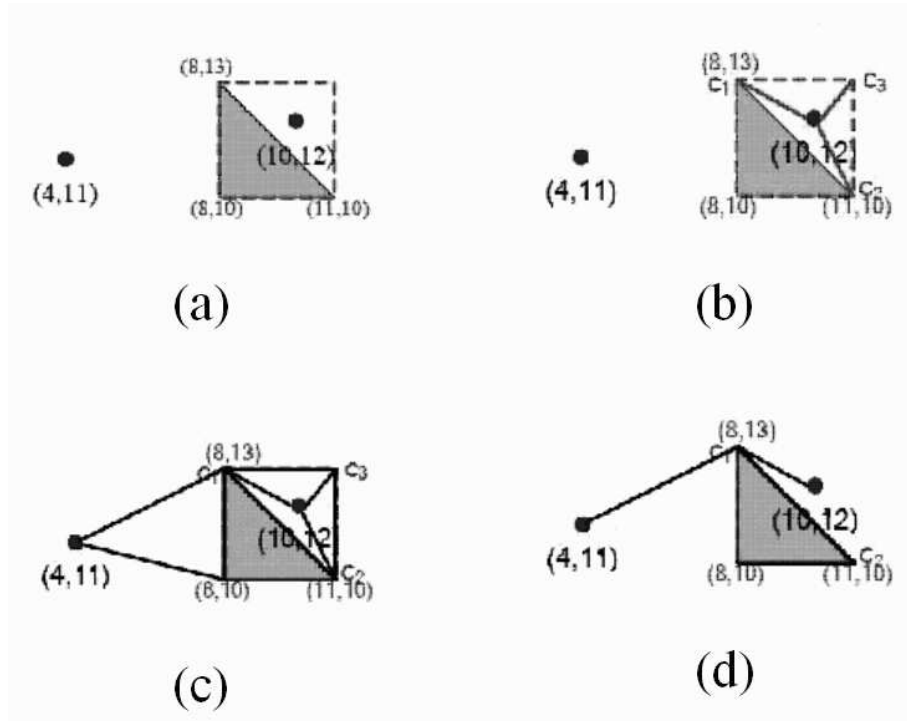 (8,13)
(10,12)
(4,11)
(8,10) (11,10)
(a)
(8,13)
C1 C3
(10,12)
(4,11)
C2
(8,10) (11,10)
(b)
(8,13)
C1 C3
(10,12
(4,11)
C2
(8,10) (11,10)
(c)
(8,13)
C1
(10,12)
(4,11)
C2
(8,10) (11,10)
(d)